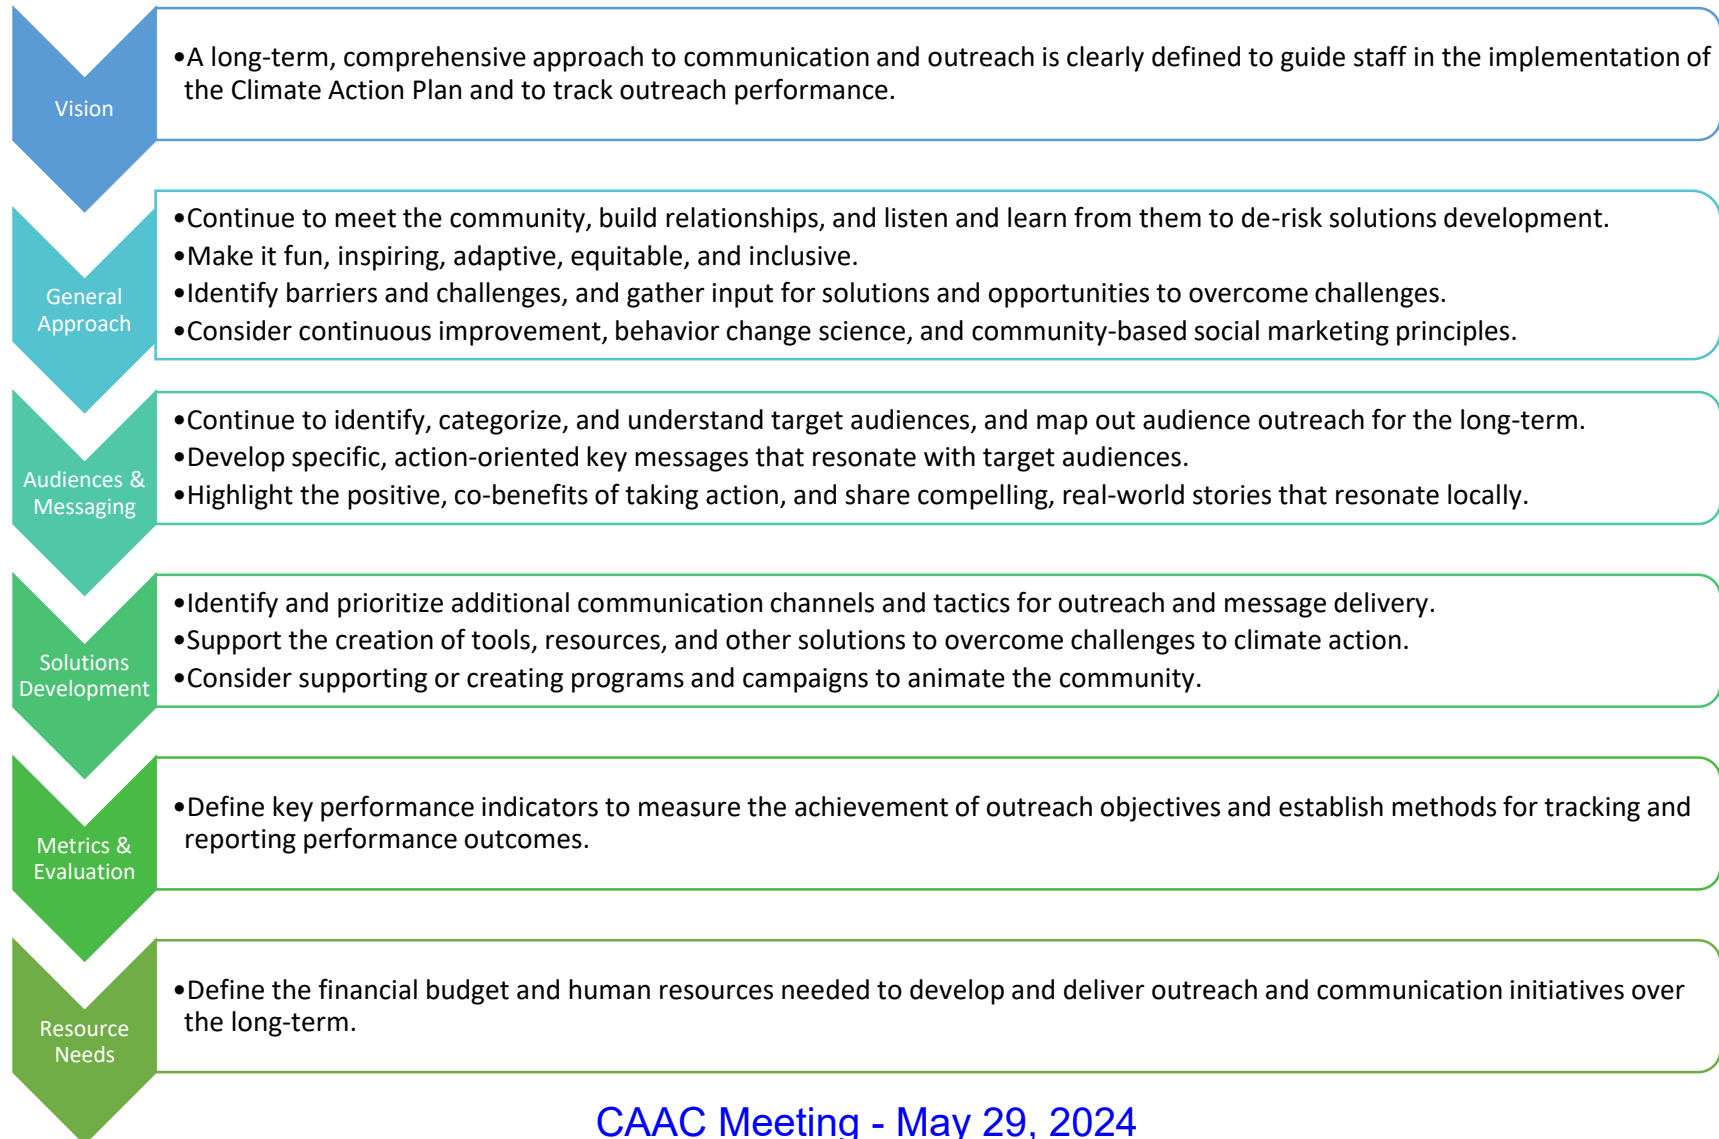 Vision
•A long-term, comprehensive approach to communication and outreach is clearly defined to guide staff in the implementation of
the Climate Action Plan and to track outreach performance.
General
Approach
•Continue to meet the community, build relationships, and listen and learn from them to de-risk solutions development.
•Make it fun, inspiring, adaptive, equitable, and inclusive.
•Identify barriers and challenges, and gather input for solutions and opportunities to overcome challenges.
•Consider continuous improvement, behavior change science, and community-based social marketing principles.
Audiences &
Messaging
•Continue to identify, categorize, and understand target audiences, and map out audience outreach for the long-term.
•Develop specific, action-oriented key messages that resonate with target audiences.
•Highlight the positive, co-benefits of taking action, and share compelling, real-world stories that resonate locally.
Solutions
Development
•Identify and prioritize additional communication channels and tactics for outreach and message delivery.
•Support the creation of tools, resources, and other solutions to overcome challenges to climate action.
•Consider supporting or creating programs and campaigns to animate the community.
Metrics &
Evaluation
•Define key performance indicators to measure the achievement of outreach objectives and establish methods for tracking and
reporting performance outcomes.
Resource
Needs
•Define the financial budget and human resources needed to develop and deliver outreach and communication initiatives over
the long-term.
CAAC Meeting - May 29, 2024